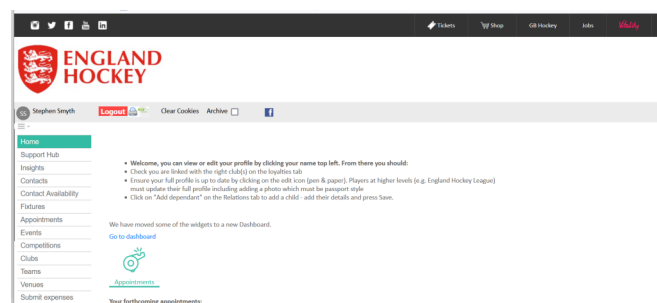 Tickets Shop GB Hockey Jobs Vitality
ENGLAND
HOCKEY
SS Stephen Smyth Logout Clear Cookies Archive
Home
Support Hub
Insights
Contacts
Contact Availability
Fixtures
Appointments
Events
Competitions
Clubs
Teams
Venues
Submit expenses
• Welcome, you can view or edit your profile by clicking your name top left. From there you should:
• Check you are linked with the right club(s) on the loyalties tab
• Ensure your full profile is up to date by clicking on the edit icon (pen & paper). Players at higher levels (e.g. England Hockey League)
must update their full profile including adding a photo which must be passport style
• Click on "Add dependant" on the Relations tab to add a child - add their details and press Save.
We have moved some of the widgets to a new Dashboard.
Go to dashboard
Appointments
Your forthcoming appointments: